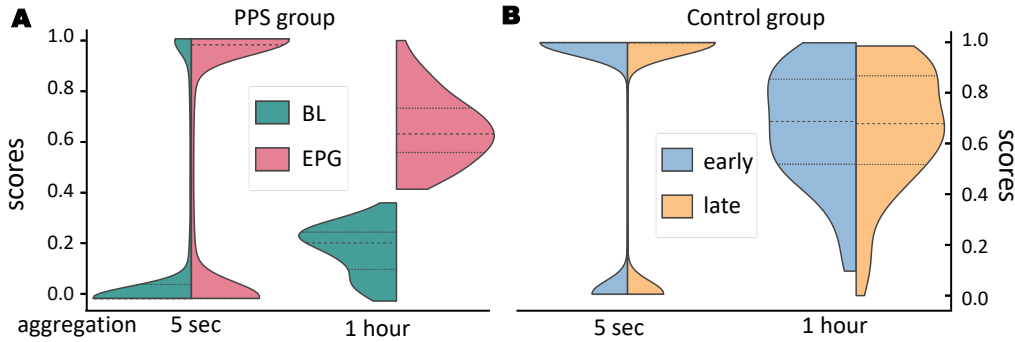 A
PPS group
scores
1.0
0.8
0.6
0.4
0.2
0.0
BL
EPG
aggregation
5 sec
1 hour
B
Control group
early
late
1.0
0.8
0.6
0.4
0.2
0.0
scores
5 sec
1 hour